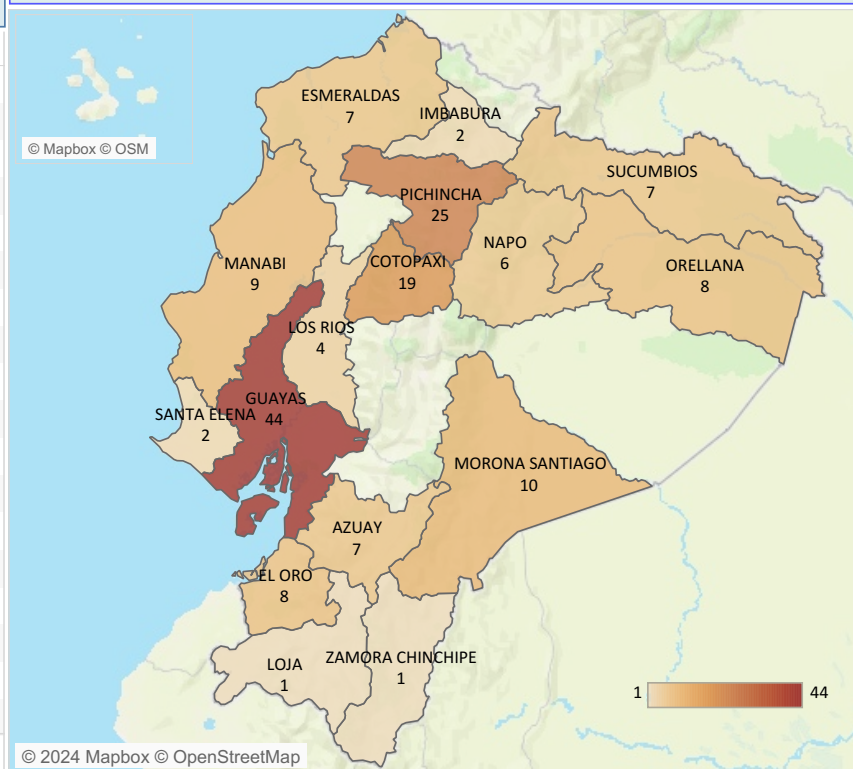 © Mapbox © OSM
ESMERALDAS
7
IMBABURA
2
SUCUMBIOS
7
PICHINCHA
25
NAPO
6
MANABI
9
COTOPAXI
19
ORELLANA
8
LOS RIOS
4
GUAYAS
44
SANTA ELENA
2
MORONA SANTIAGO
10
AZUAY
7
EL ORO
8
LOJA
1
ZAMORA CHINCHIPE
1
1 44
© 2024 Mapbox © OpenStreetMap